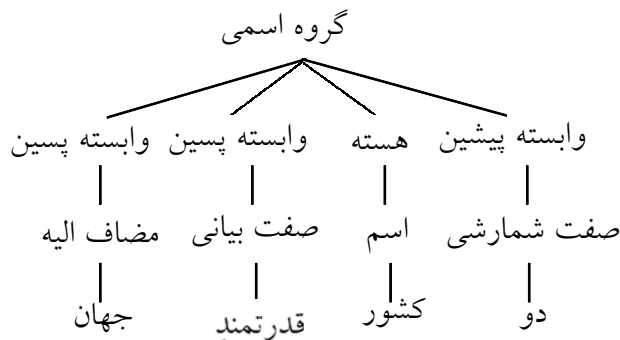 گروه اسمی
وابسته پیشین هسته وابسته پسین وابسته پسین
صفت شمارشی اسم صفت بیانی مضاف الیه
دو کشور قدرتمندِ جهان